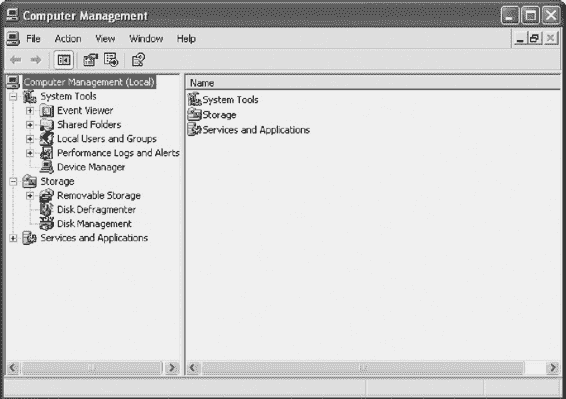 Computer Management
File Action View Window Help
Computer Management (Local)
System Tools
Event Viewer
Shared Folders
Local Users and Groups
Performance Logs and Alerts
Device Manager
Storage
Removable Storage
Disk Defragmenter
Disk Management
Services and Applications
Name
System Tools
Storage
Services and Applications